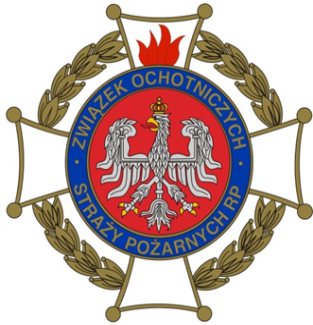 · ZWIĄZEK OCHOTNICZYCH ·
STRAŻY POŻARNYCH RP